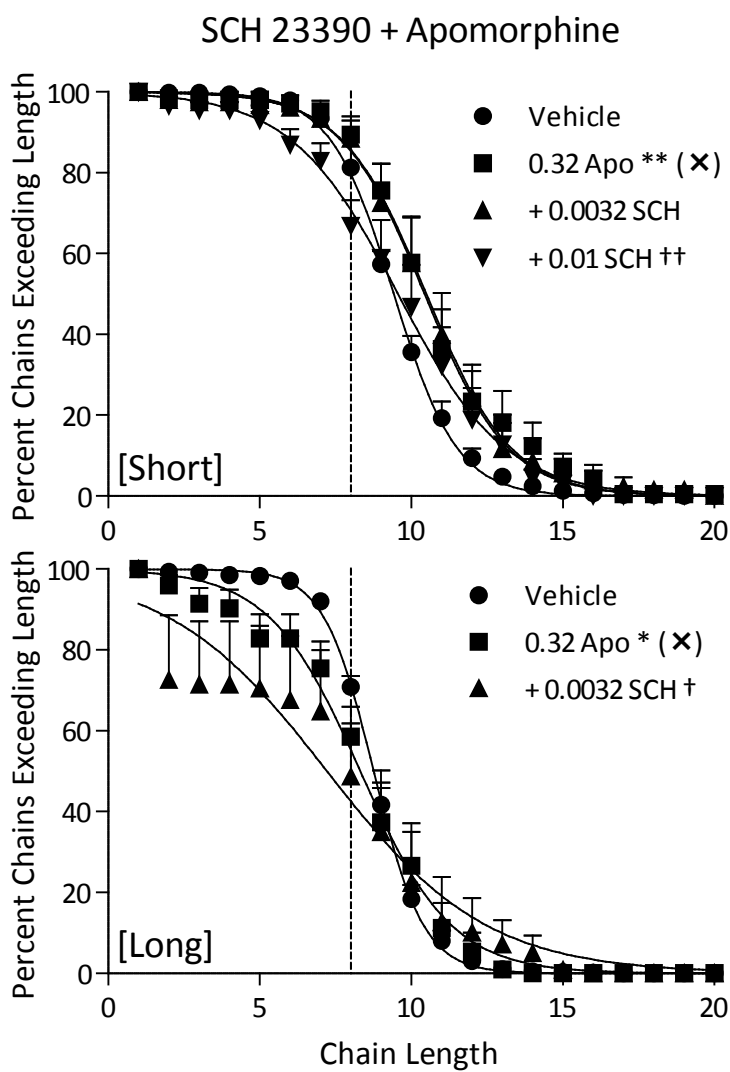 SCH 23390 + Apomorphine
Percent Chains Exceeding Length
100
80
60
40
20
0
Vehicle
0.32 Apo ** (✕)
+ 0.0032 SCH
+ 0.01 SCH ††
[Short]
0 5 10 15 20
Percent Chains Exceeding Length
100
80
60
40
20
0
Vehicle
0.32 Apo * (✕)
+ 0.0032 SCH †
[Long]
0 5 10 15 20
Chain Length